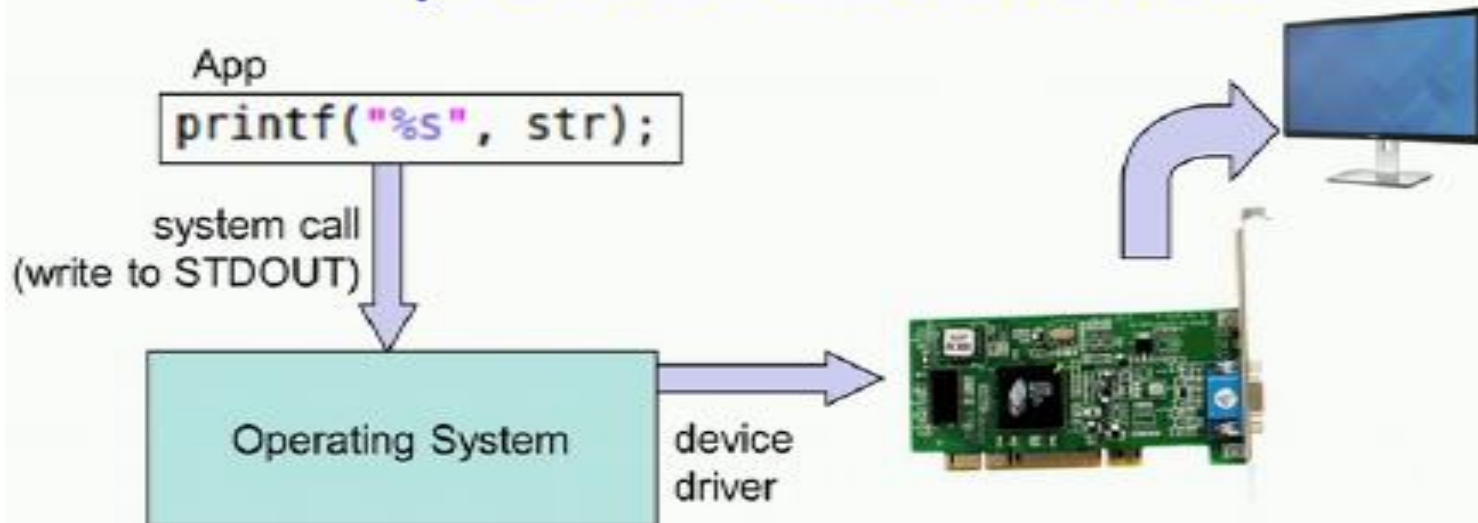 App
printf("%s", str);
system call
(write to STDOUT)
Operating System
device
driver